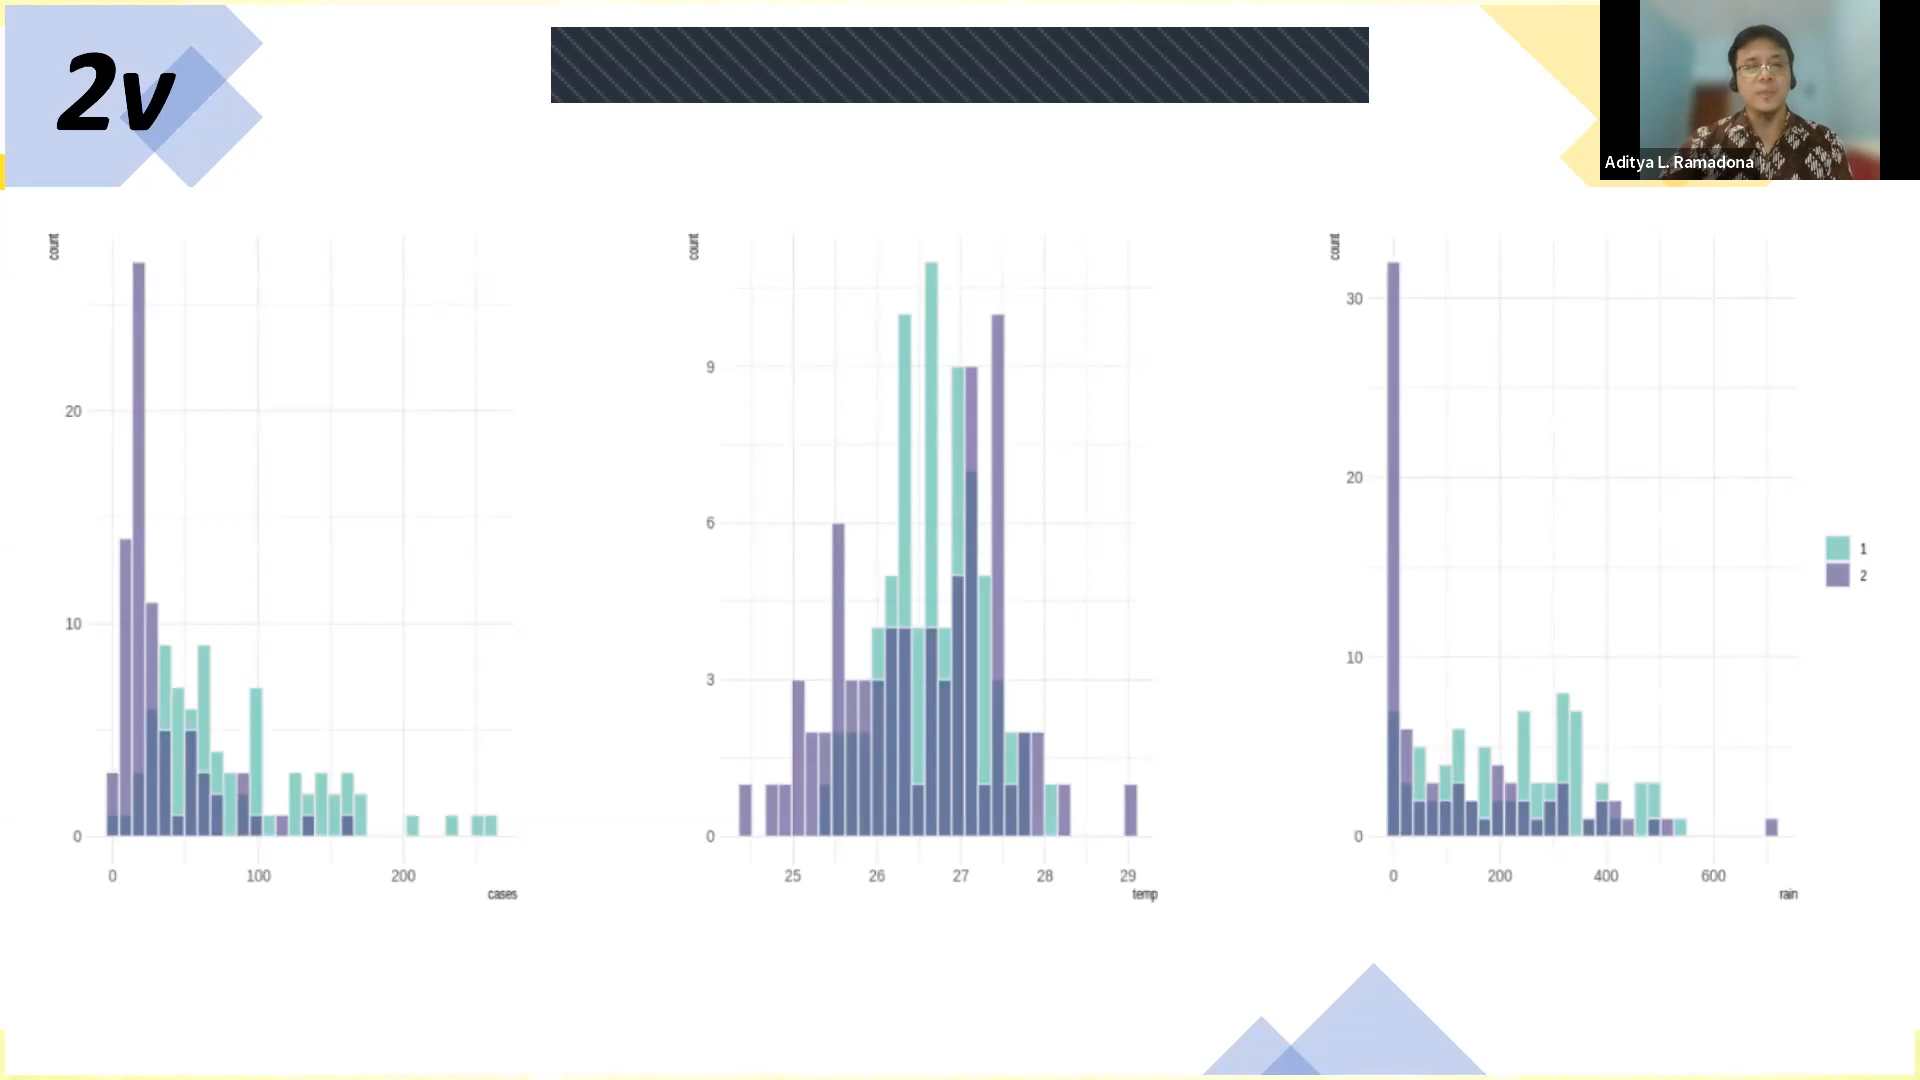 2v
Aditya L. Ramadona
count
20
10
0
0 100 200
cases
count
9
6
3
0
25 26 27 28 29
temp
count
30
20
10
0
0 200 400 600
rain
1
2